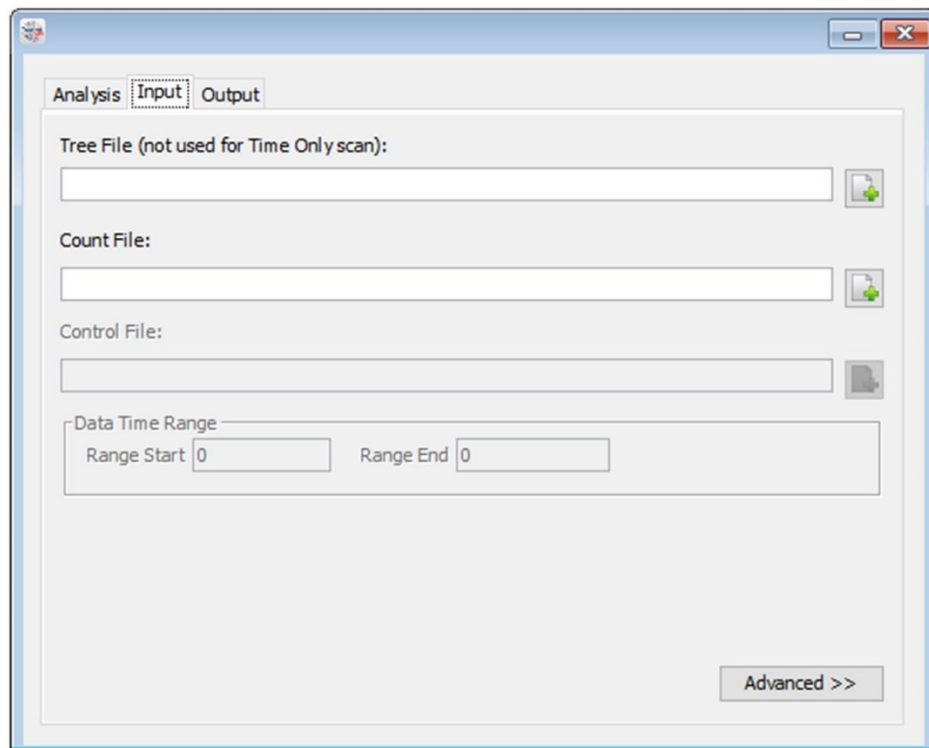 Analysis Input Output
Tree File (not used for Time Only scan):
Count File:
Control File:
Data Time Range
Range Start 0 Range End 0
Advanced >>